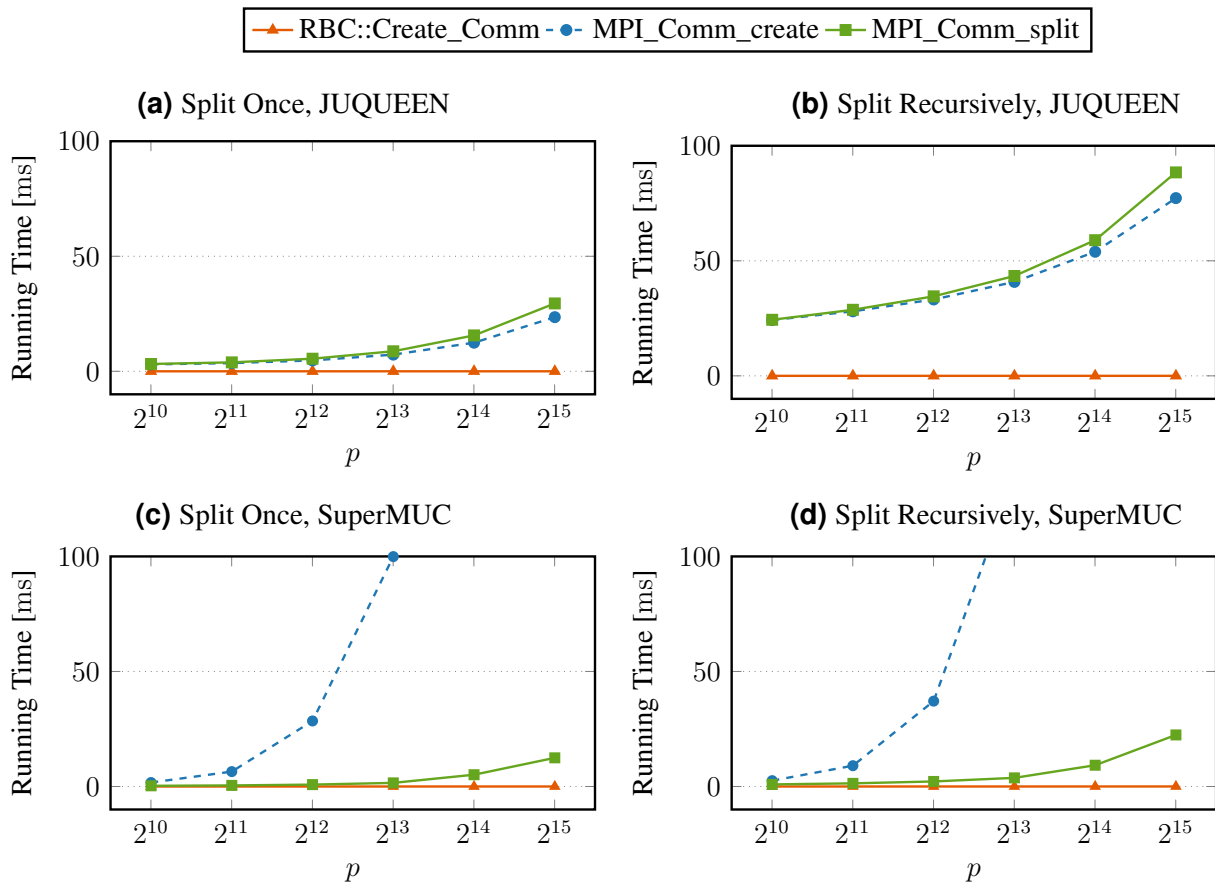 RBC::Create_Comm MPI_Comm_create MPI_Comm_split
(a) Split Once, JUQUEEN
Running Time [ms]
100
50
0
2^10 2^11 2^12 2^13 2^14 2^15
p
(b) Split Recursively, JUQUEEN
Running Time [ms]
100
50
0
2^10 2^11 2^12 2^13 2^14 2^15
p
(c) Split Once, SuperMUC
Running Time [ms]
100
50
0
2^10 2^11 2^12 2^13 2^14 2^15
p
(d) Split Recursively, SuperMUC
Running Time [ms]
100
50
0
2^10 2^11 2^12 2^13 2^14 2^15
p